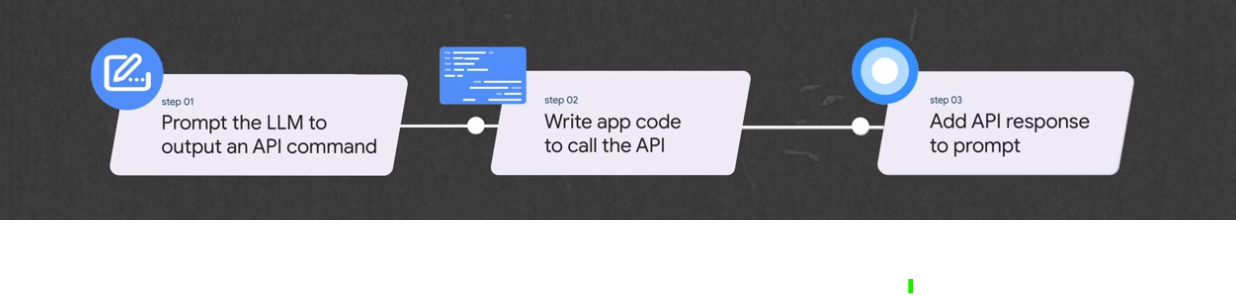 step 01
Prompt the LLM to
output an API command
step 02
Write app code
to call the API
step 03
Add API response
to prompt